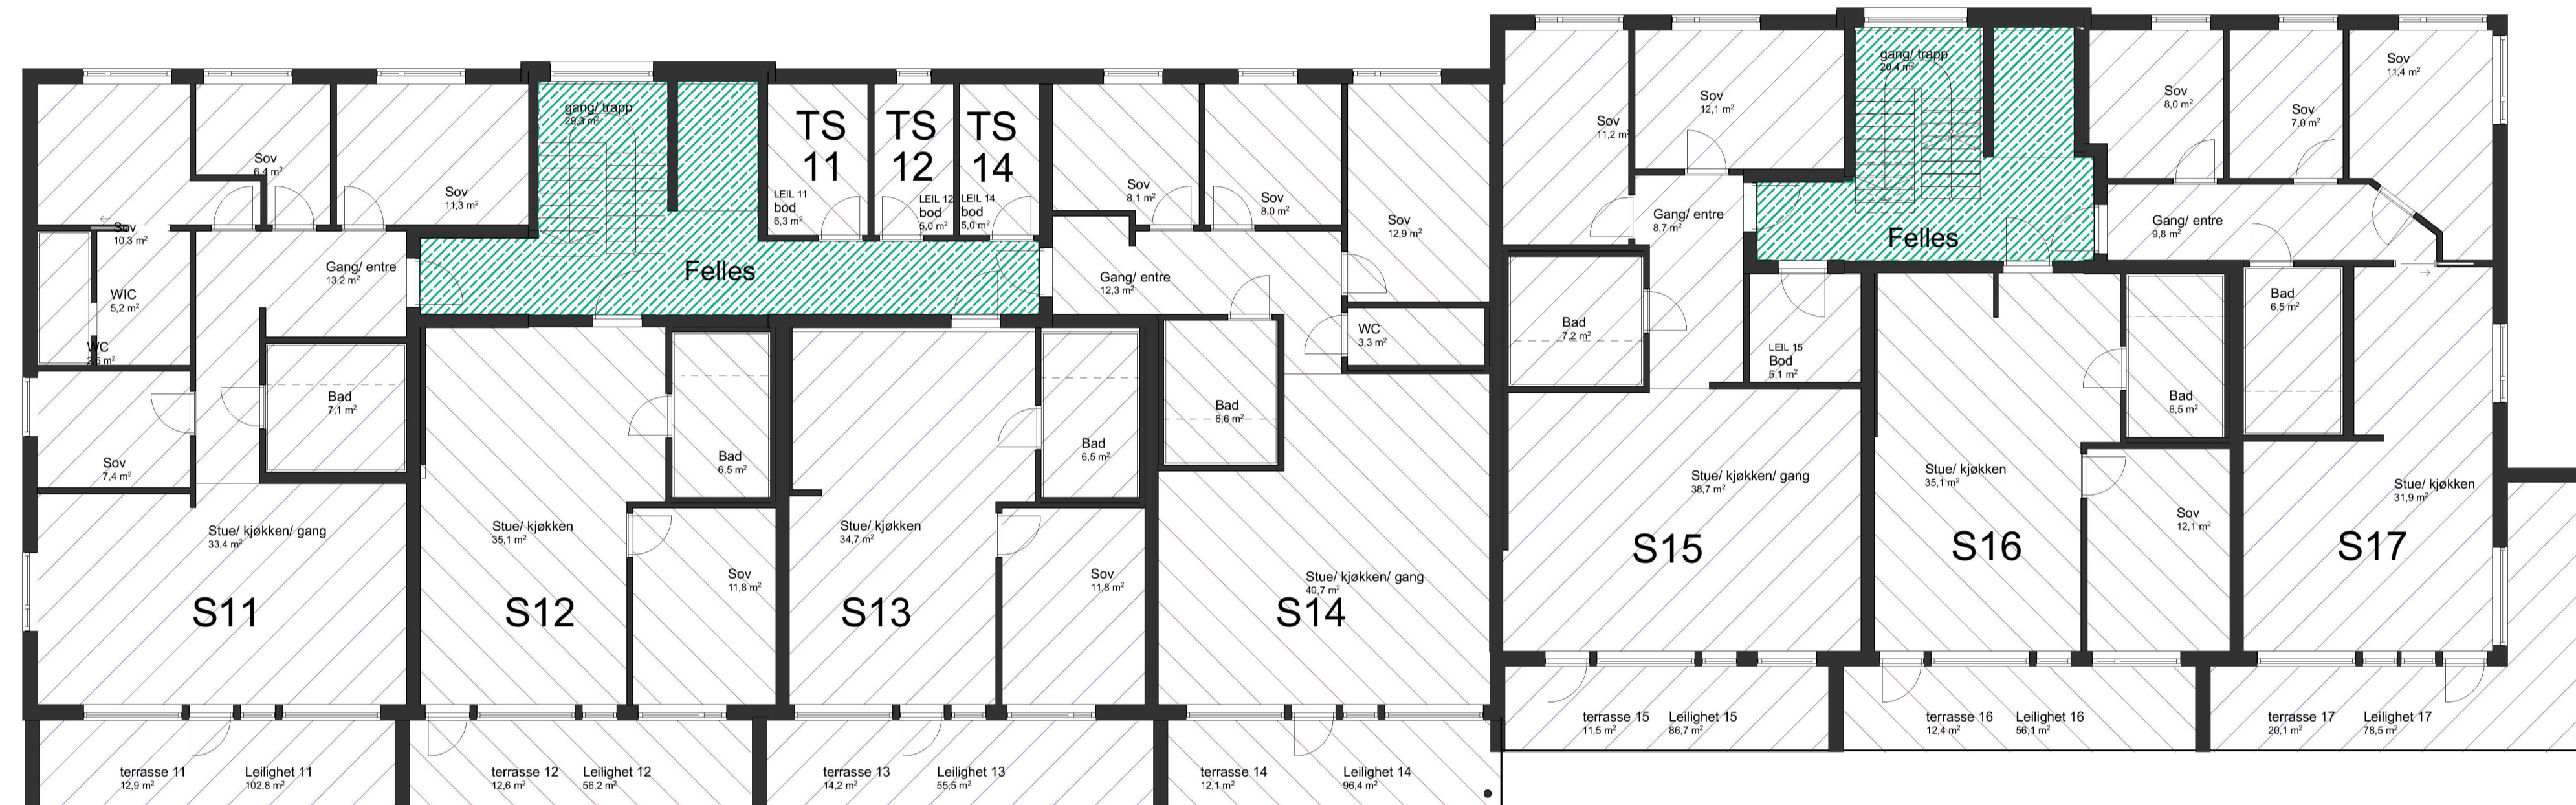 gang/ trapp
29,3 m²
Sov
6,4 m²
Sov
11,3 m²
Sov
10,3 m²
WIC
5,2 m²
WC
2,6 m²
Gang/ entre
13,2 m²
Bad
7,1 m²
Sov
7,4 m²
Stue/ kjøkken/ gang
33,4 m²
S11
terrasse 11
12,9 m²
Leilighet 11
102,8 m²
Felles
TS
11
LEIL 11
bod
6,3 m²
TS
12
LEIL 12
bod
5,0 m²
TS
14
LEIL 14
bod
5,0 m²
Bad
6,5 m²
Stue/ kjøkken
35,1 m²
Sov
11,8 m²
S12
terrasse 12
12,6 m²
Leilighet 12
56,2 m²
Bad
6,5 m²
Stue/ kjøkken
34,7 m²
Sov
11,8 m²
S13
terrasse 13
14,2 m²
Leilighet 13
55,5 m²
Sov
8,1 m²
Sov
8,0 m²
Sov
12,9 m²
Gang/ entre
12,3 m²
WC
3,3 m²
Bad
6,6 m²
Stue/ kjøkken/ gang
40,7 m²
S14
terrasse 14
12,1 m²
Leilighet 14
96,4 m²
Sov
11,2 m²
Sov
12,1 m²
Gang/ entre
8,7 m²
Bad
7,2 m²
LEIL 15
Bod
5,1 m²
Stue/ kjøkken/ gang
38,7 m²
S15
terrasse 15
11,5 m²
Leilighet 15
86,7 m²
gang/ trapp
20,4 m²
Felles
Bad
6,5 m²
Stue/ kjøkken
35,1 m²
Sov
12,1 m²
S16
terrasse 16
12,4 m²
Leilighet 16
56,1 m²
Sov
8,0 m²
Sov
7,0 m²
Sov
11,4 m²
Gang/ entre
9,8 m²
Bad
6,5 m²
Stue/ kjøkken
31,9 m²
S17
terrasse 17
20,1 m²
Leilighet 17
78,5 m²